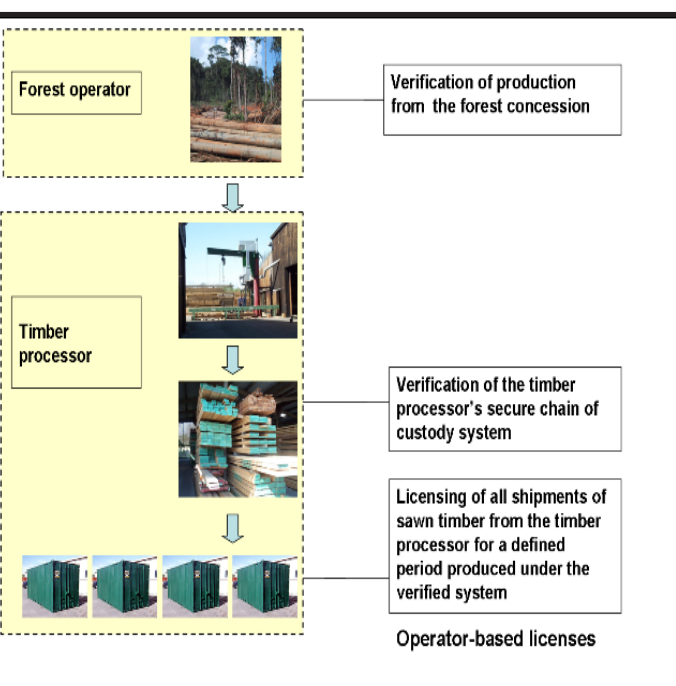 Forest operator
Verification of production
from the forest concession
Timber
processor
Verification of the timber
processor's secure chain of
custody system
Licensing of all shipments of
sawn timber from the timber
processor for a defined
period produced under the
verified system
Operator-based licenses